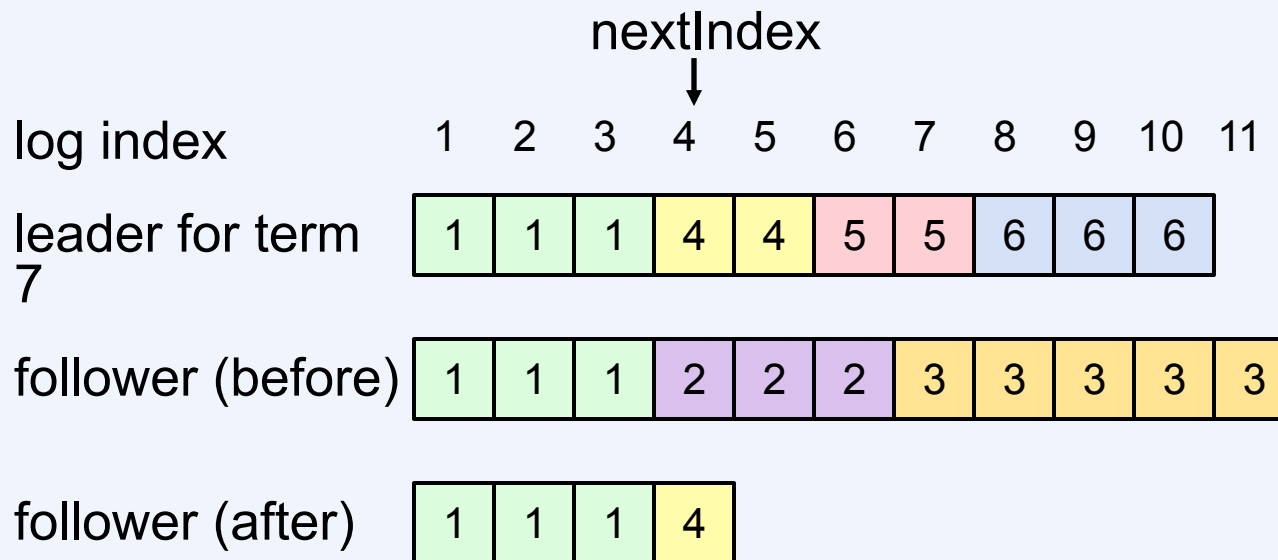 nextIndex
log index 1 2 3 4 5 6 7 8 9 10 11
leader for term 1 1 1 4 4 5 5 6 6 6
7
follower (before) 1 1 1 2 2 2 3 3 3 3 3
follower (after) 1 1 1 4